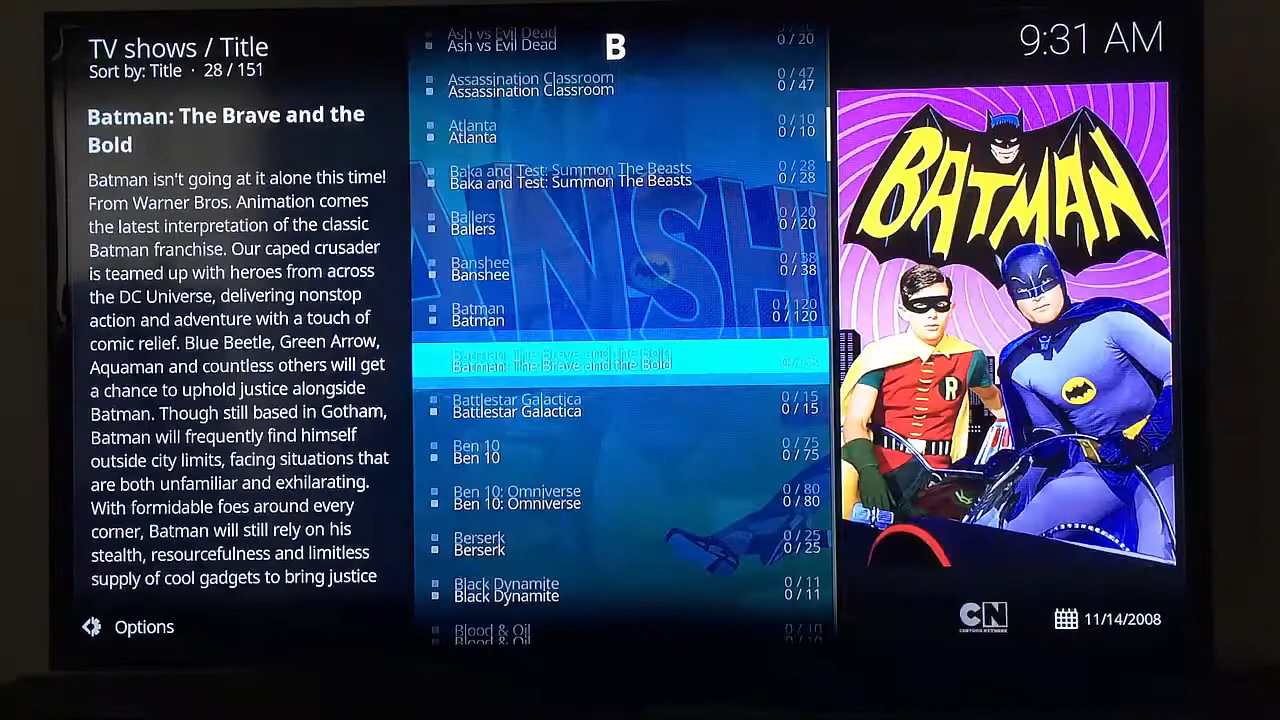 TV shows / Title
Sort by: Title · 28 / 151
B
9:31 AM
Batman: The Brave and the
Bold
Batman isn't going at it alone this time!
From Warner Bros. Animation comes
the latest interpretation of the classic
Batman franchise. Our caped crusader
is teamed up with heroes from across
the DC Universe, delivering nonstop
action and adventure with a touch of
comic relief. Blue Beetle, Green Arrow,
Aquaman and countless others will get
a chance to uphold justice alongside
Batman. Though still based in Gotham,
Batman will frequently find himself
outside city limits, facing situations that
are both unfamiliar and exhilarating.
With formidable foes around every
corner, Batman will still rely on his
stealth, resourcefulness and limitless
supply of cool gadgets to bring justice
Options
Ash vs Evil Dead 0 / 20
Assassination Classroom 0 / 47
Atlanta 0 / 10
Baka and Test: Summon The Beasts 0 / 28
Ballers 0 / 20
Banshee 0 / 38
Batman 0 / 120
Batman: The Brave and the Bold
Battlestar Galactica 0 / 15
Ben 10 0 / 75
Ben 10: Omniverse 0 / 80
Berserk 0 / 25
Black Dynamite 0 / 11
Blood & Oil 0 / 10
ANSH
BATMAN
R
CN
CARTOON NETWORK
11/14/2008